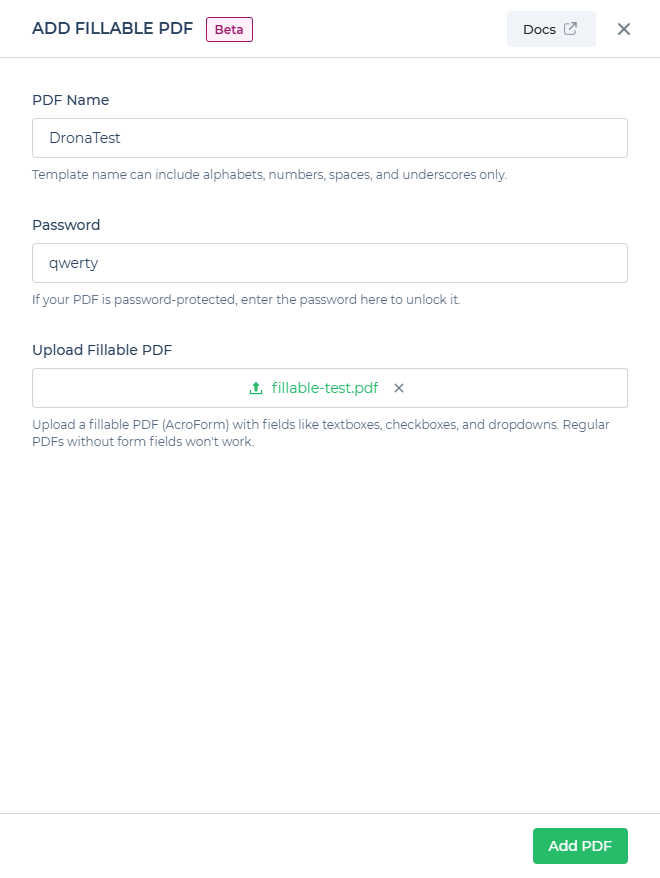 ADD FILLABLE PDF Beta Docs
PDF Name
DronaTest
Template name can include alphabets, numbers, spaces, and underscores only.
Password
qwerty
If your PDF is password-protected, enter the password here to unlock it.
Upload Fillable PDF
fillable-test.pdf
Upload a fillable PDF (AcroForm) with fields like textboxes, checkboxes, and dropdowns. Regular
PDFs without form fields won't work.
Add PDF